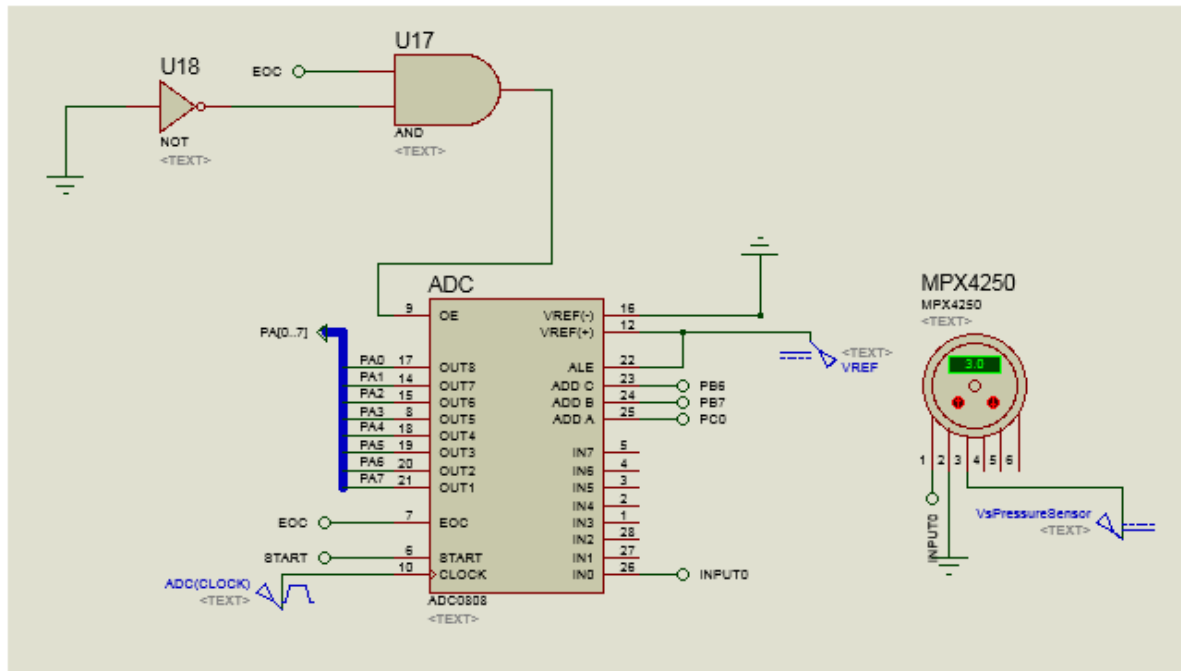 U17
U18
EOC
NOT
<TEXT>
AND
<TEXT>
ADC
9 OE
VREF(-) 16
VREF(+) 12
PA[0..7]
<TEXT>
VREF
PA0 17 OUT8
ALE 22
PA1 14 OUT7
ADD C 23 PB6
PA2 15 OUT6
ADD B 24 PB7
PA3 8 OUT5
ADD A 25 PC0
PA4 18 OUT4
PA5 19 OUT3
IN7 5
PA6 20 OUT2
IN6 4
PA7 21 OUT1
IN5 3
IN4 2
EOC 7 EOC
IN3 1
IN2 28
START 6 START
IN1 27
10 CLOCK
IN0 26 INPUT0
ADC(CLOCK)
<TEXT>
ADC0808
<TEXT>
MPX4250
MPX4250
<TEXT>
3.0
1 2 3 4 5 6
INPUT0
VsPressureSensor
<TEXT>